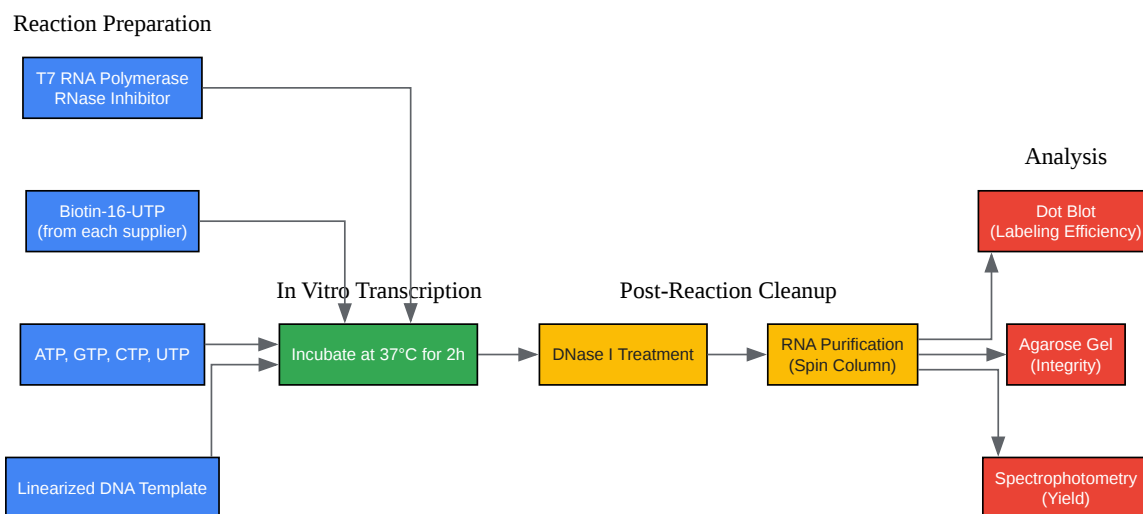 Reaction Preparation
T7 RNA Polymerase
RNase Inhibitor
Biotin-16-UTP
(from each supplier)
ATP, GTP, CTP, UTP
Linearized DNA Template
In Vitro Transcription
Incubate at 37°C for 2h
Post-Reaction Cleanup
DNase I Treatment
RNA Purification
(Spin Column)
Analysis
Dot Blot
(Labeling Efficiency)
Agarose Gel
(Integrity)
Spectrophotometry
(Yield)